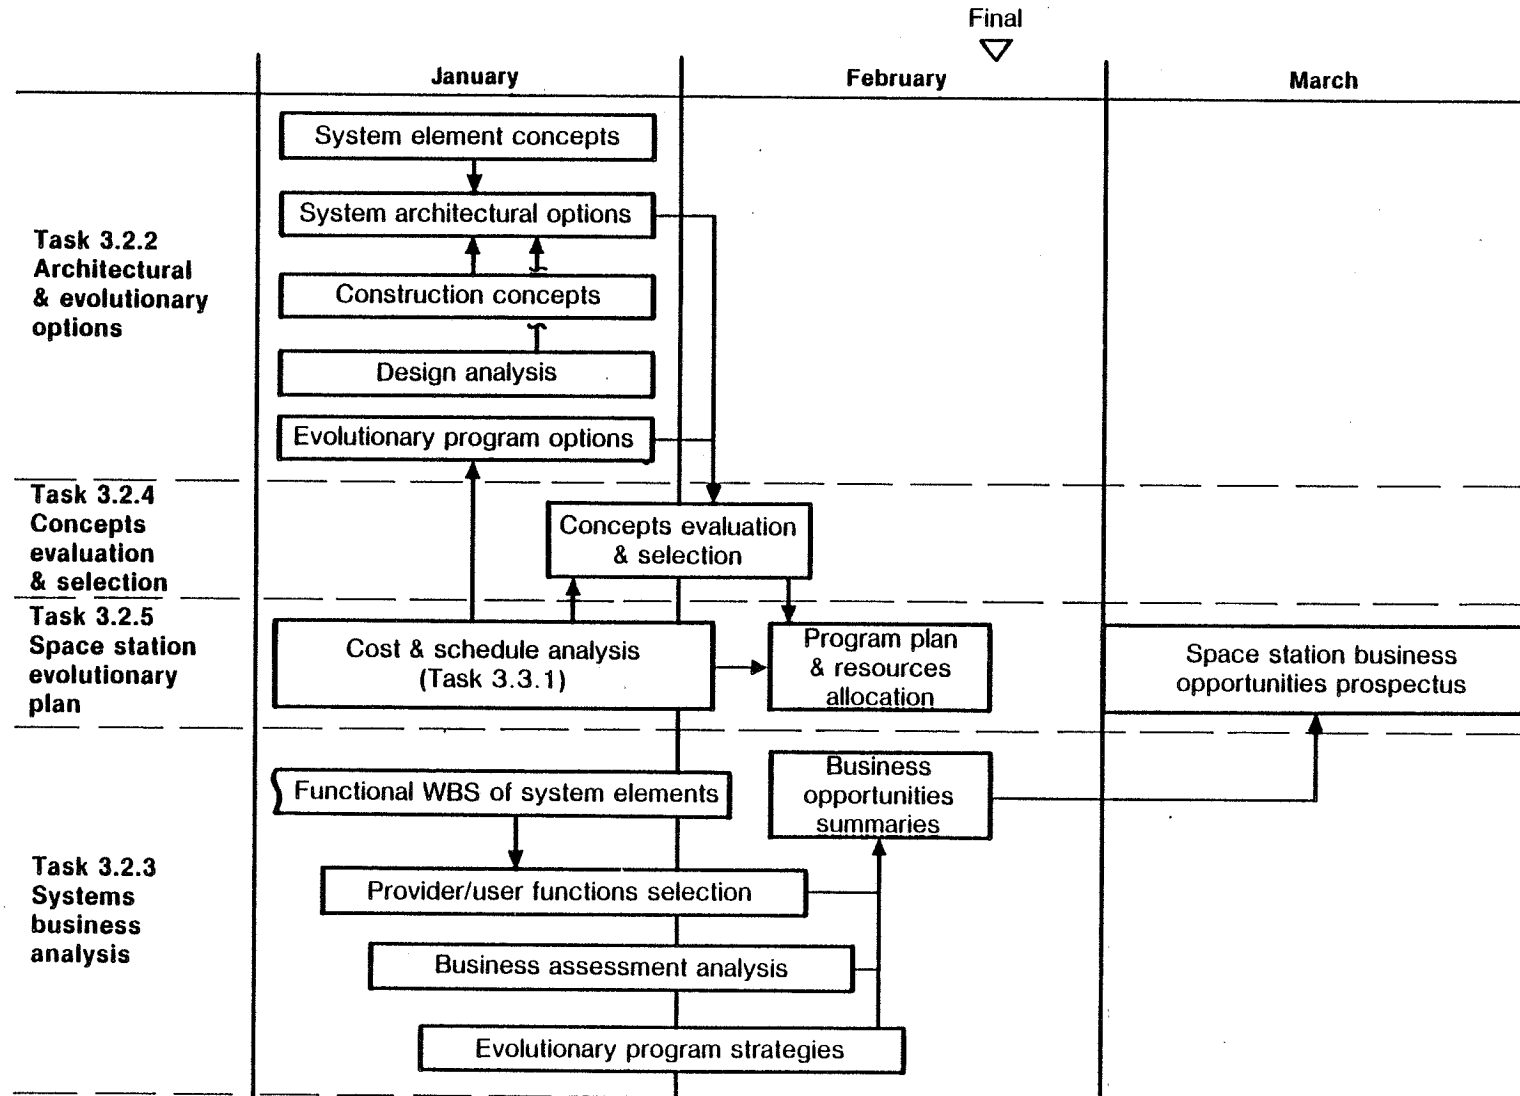 Final
January
February
March
Task 3.2.2
Architectural
& evolutionary
options
System element concepts
System architectural options
Construction concepts
Design analysis
Evolutionary program options
Task 3.2.4
Concepts
evaluation
& selection
Concepts evaluation
& selection
Task 3.2.5
Space station
evolutionary
plan
Cost & schedule analysis
(Task 3.3.1)
Program plan
& resources
allocation
Space station business
opportunities prospectus
Task 3.2.3
Systems
business
analysis
Functional WBS of system elements
Business
opportunities
summaries
Provider/user functions selection
Business assessment analysis
Evolutionary program strategies